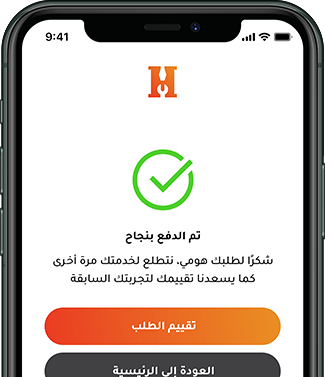 9:41
H
تم الدفع بنجاح
شكرًا لطلبك هومي. نتطلع لخدمتك مرة أخرى
كما يسعدنا تقييمك لتجربتك السابقة
تقييم الطلب
العودة إلى الرئيسية